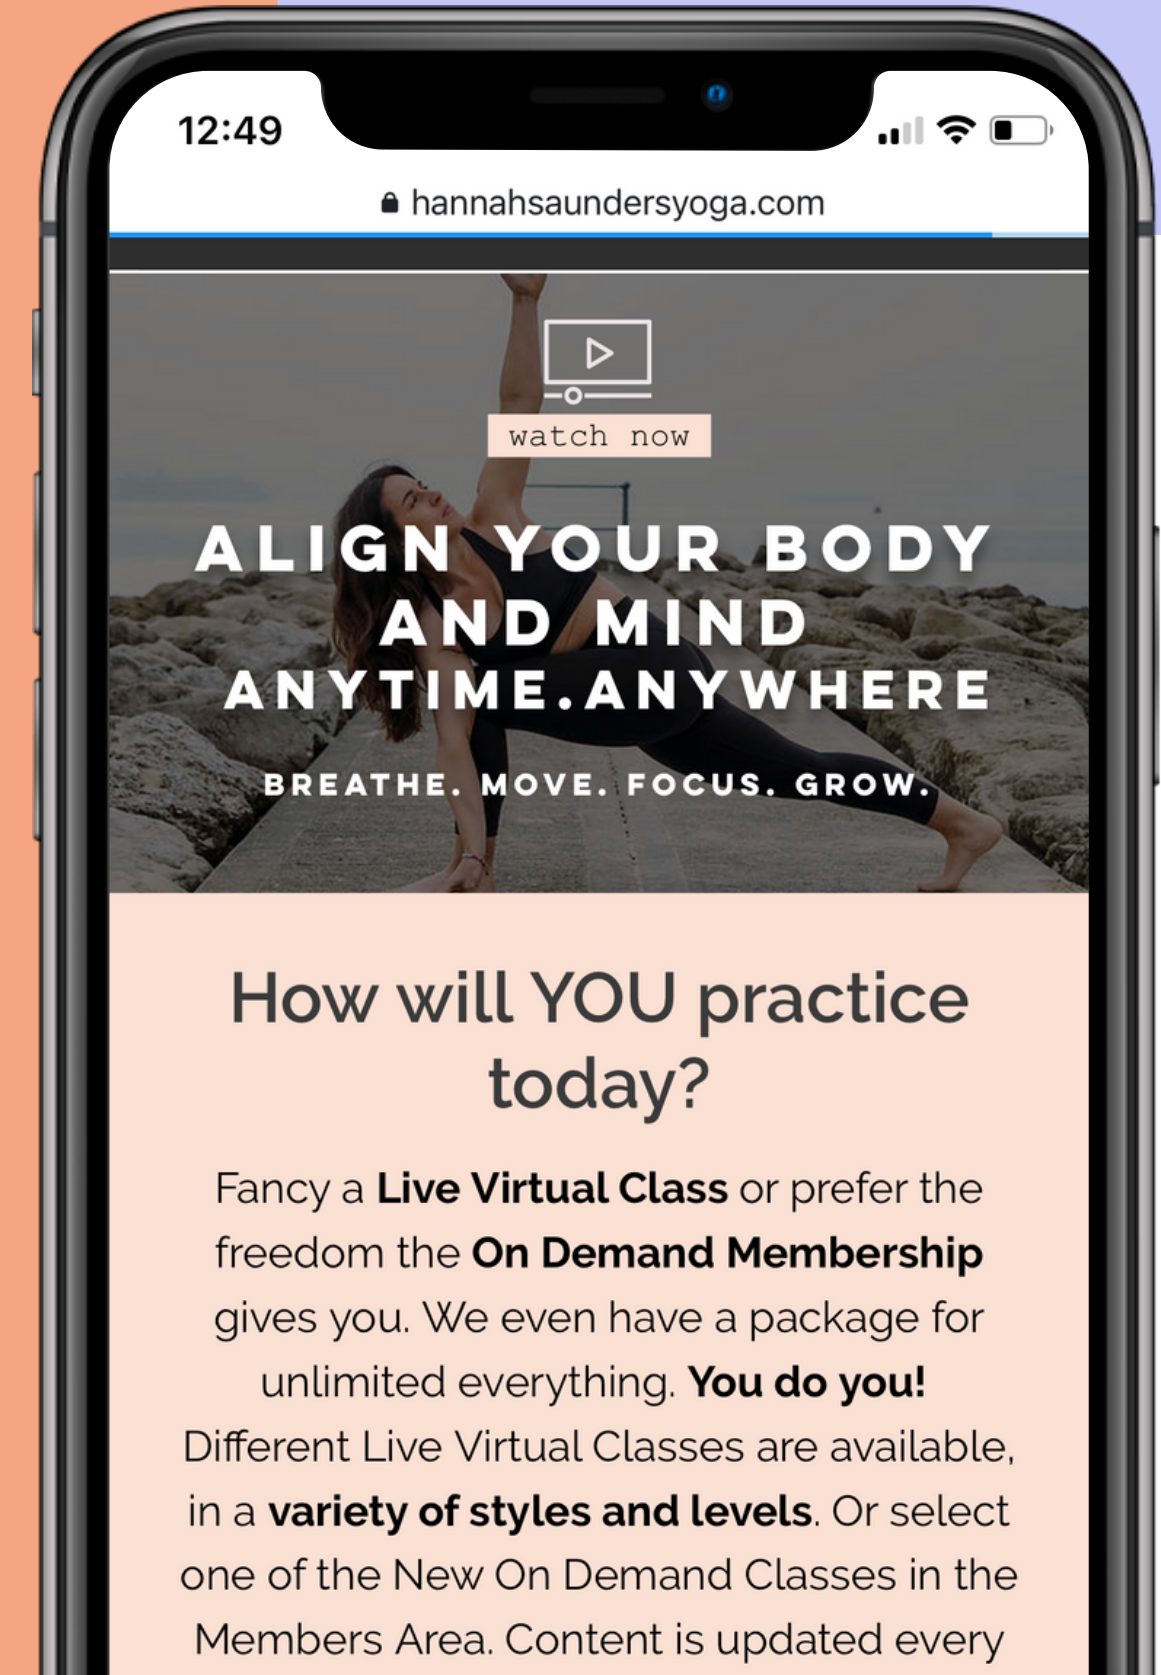 12:49
hannahsaundersyoga.com
watch now
ALIGN YOUR BODY
AND MIND
ANYTIME.ANYWHERE
BREATHE. MOVE. FOCUS. GROW.
How will YOU practice
today?
Fancy a Live Virtual Class or prefer the
freedom the On Demand Membership
gives you. We even have a package for
unlimited everything. You do you!
Different Live Virtual Classes are available,
in a variety of styles and levels. Or select
one of the New On Demand Classes in the
Members Area. Content is updated every